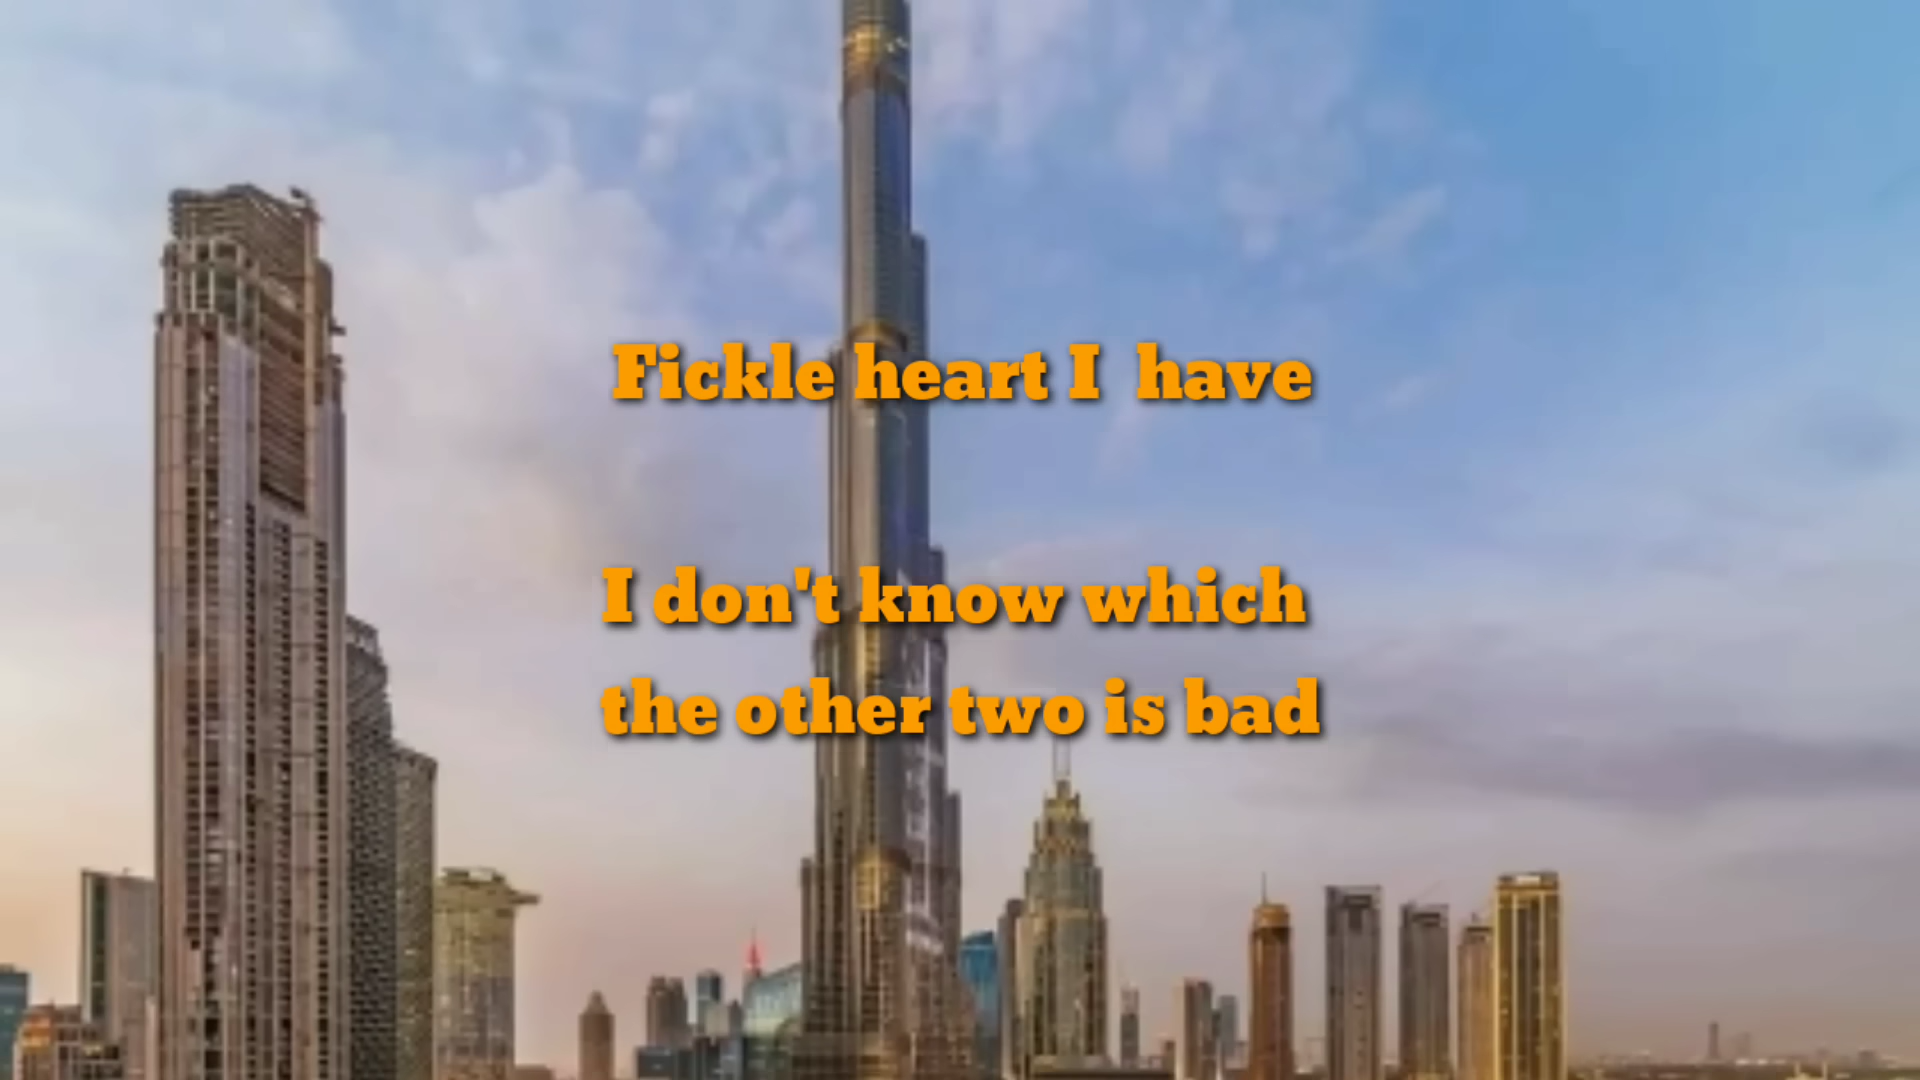 Fickle heart I  have
I don't know which
the other two is bad